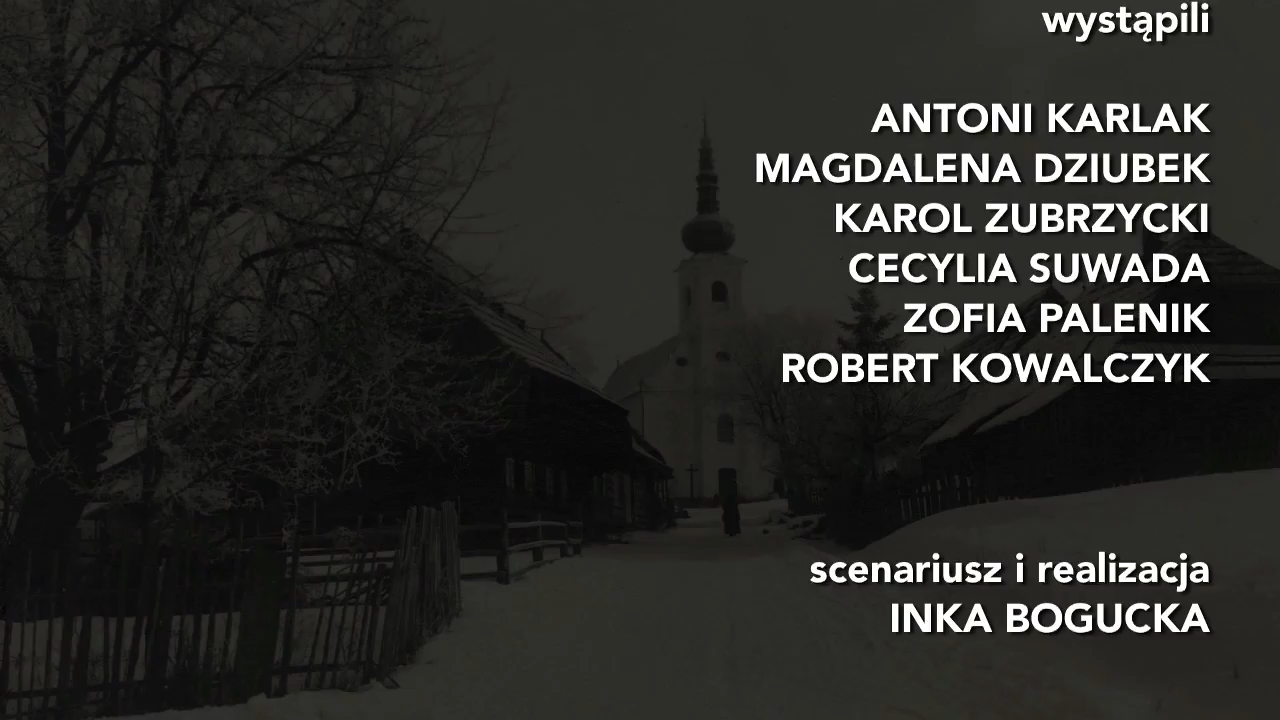 wystąpili
ANTONI KARLAK
MAGDALENA DZIUBEK
KAROL ZUBRZYCKI
CECYLIA SUWADA
ZOFIA PALENIK
ROBERT KOWALCZYK
scenariusz i realizacja
INKA BOGUCKA